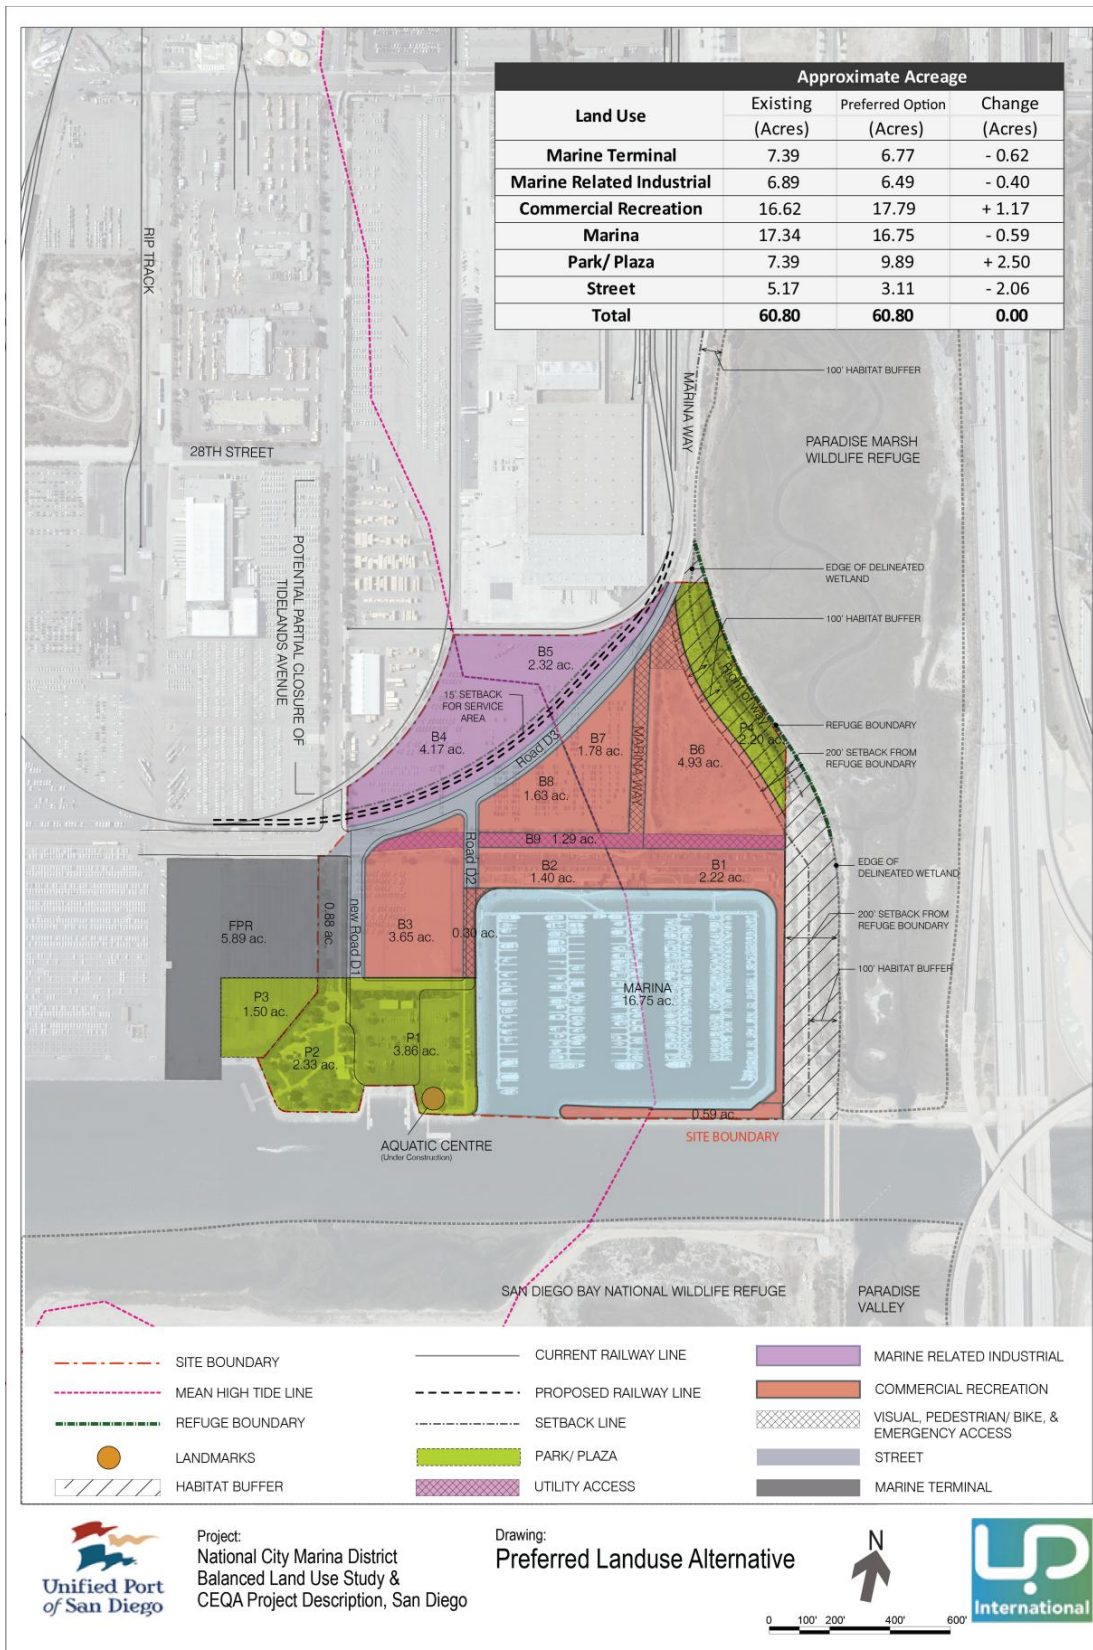 Approximate Acreage
Land Use Existing (Acres) Preferred Option (Acres) Change (Acres)
Marine Terminal 7.39 6.77 - 0.62
Marine Related Industrial 6.89 6.49 - 0.40
Commercial Recreation 16.62 17.79 + 1.17
Marina 17.34 16.75 - 0.59
Park/ Plaza 7.39 9.89 + 2.50
Street 5.17 3.11 - 2.06
Total 60.80 60.80 0.00
RIP TRACK
MARINA WAY
100' HABITAT BUFFER
28TH STREET
PARADISE MARSH
WILDLIFE REFUGE
POTENTIAL PARTIAL CLOSURE OF
TIDELANDS AVENUE
EDGE OF DELINEATED
WETLAND
100' HABITAT BUFFER
B5
2.32 ac.
15' SETBACK
FOR SERVICE
AREA
B4
4.17 ac.
Road D3
B7
1.78 ac.
MARINA WAY
B6
4.93 ac.
Right of way
P4
2.20 ac.
REFUGE BOUNDARY
200' SETBACK FROM
REFUGE BOUNDARY
B8
1.63 ac.
B9 1.29 ac.
Road D2
B2
1.40 ac.
B1
2.22 ac.
EDGE OF
DELINEATED WETLAND
FPR
5.89 ac.
0.88 ac.
new Road D1
B3
3.65 ac.
0.30 ac.
200' SETBACK FROM
REFUGE BOUNDARY
100' HABITAT BUFFER
MARINA
16.75 ac.
P3
1.50 ac.
P2
2.33 ac.
P1
3.86 ac.
0.59 ac.
SITE BOUNDARY
AQUATIC CENTRE
(Under Construction)
SAN DIEGO BAY NATIONAL WILDLIFE REFUGE
PARADISE
VALLEY
SITE BOUNDARY
MEAN HIGH TIDE LINE
REFUGE BOUNDARY
LANDMARKS
HABITAT BUFFER
CURRENT RAILWAY LINE
PROPOSED RAILWAY LINE
SETBACK LINE
PARK/ PLAZA
UTILITY ACCESS
MARINE RELATED INDUSTRIAL
COMMERCIAL RECREATION
VISUAL, PEDESTRIAN/ BIKE, &
EMERGENCY ACCESS
STREET
MARINE TERMINAL
Unified Port
of San Diego
Project:
National City Marina District
Balanced Land Use Study &
CEQA Project Description, San Diego
Drawing:
Preferred Landuse Alternative
N
0 100' 200' 400' 600'
UP
International